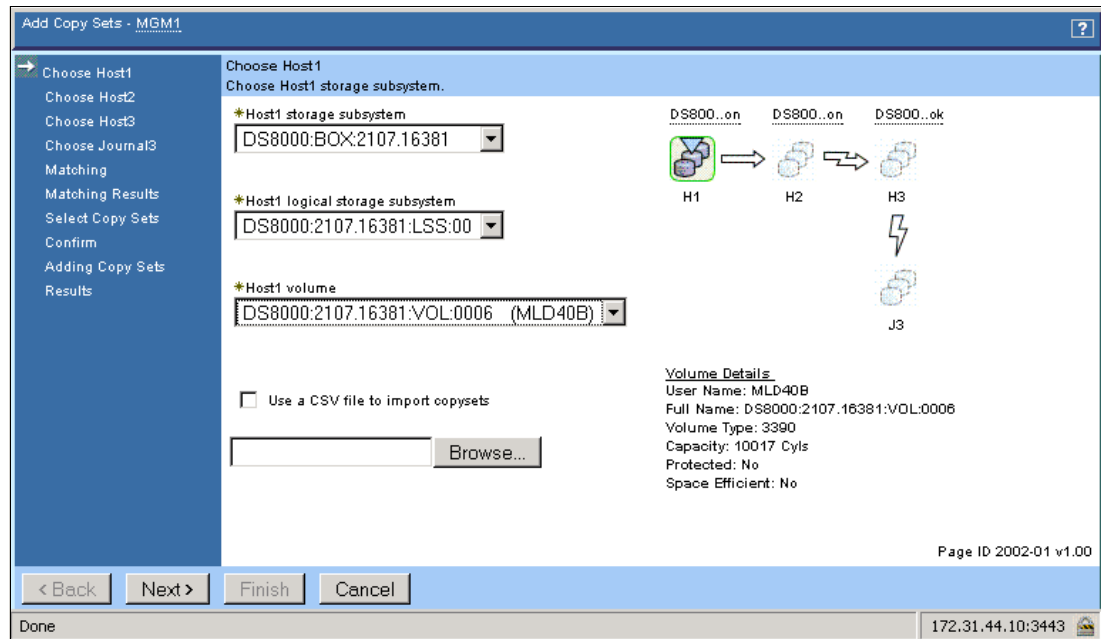 Add Copy Sets - MGM1
?
Choose Host1
Choose Host2
Choose Host3
Choose Journal3
Matching
Matching Results
Select Copy Sets
Confirm
Adding Copy Sets
Results
Choose Host1
Choose Host1 storage subsystem.
*Host1 storage subsystem
DS8000:BOX:2107.16381
*Host1 logical storage subsystem
DS8000:2107.16381:LSS:00
*Host1 volume
DS8000:2107.16381:VOL:0006 (MLD40B)
Use a CSV file to import copysets
Browse...
DS800..on DS800..on DS800..ok
H1 H2 H3
J3
Volume Details
User Name: MLD40B
Full Name: DS8000:2107.16381:VOL:0006
Volume Type: 3390
Capacity: 10017 Cyls
Protected: No
Space Efficient: No
Page ID 2002-01 v1.00
< Back Next > Finish Cancel
Done 172.31.44.10:3443